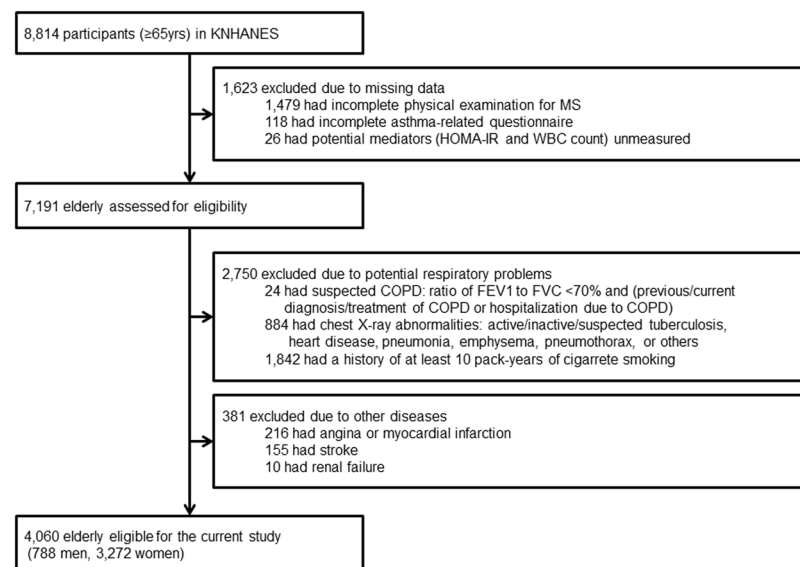 8,814 participants (≥65yrs) in KNHANES
1,623 excluded due to missing data
1,479 had incomplete physical examination for MS
118 had incomplete asthma-related questionnaire
26 had potential mediators (HOMA-IR and WBC count) unmeasured
7,191 elderly assessed for eligibility
2,750 excluded due to potential respiratory problems
24 had suspected COPD: ratio of FEV1 to FVC <70% and (previous/current
diagnosis/treatment of COPD or hospitalization due to COPD)
884 had chest X-ray abnormalities: active/inactive/suspected tuberculosis,
heart disease, pneumonia, emphysema, pneumothorax, or others
1,842 had a history of at least 10 pack-years of cigarrete smoking
381 excluded due to other diseases
216 had angina or myocardial infarction
155 had stroke
10 had renal failure
4,060 elderly eligible for the current study
(788 men, 3,272 women)